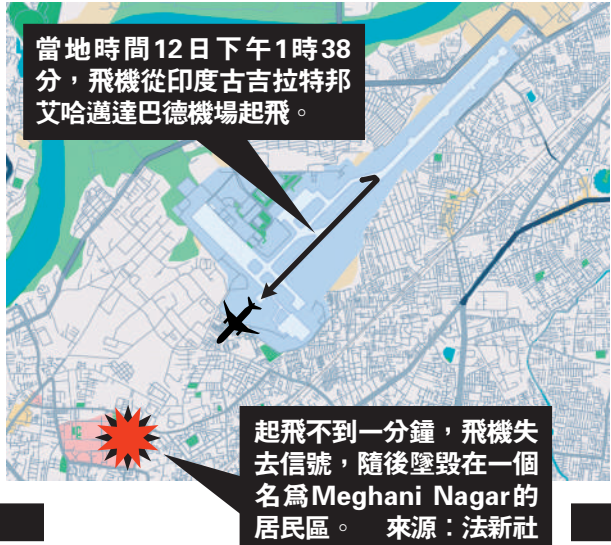 當地時間12日下午1時38
分，飛機從印度古吉拉特邦
艾哈邁達巴德機場起飛。
起飛不到一分鐘，飛機失
去信號，隨後墜毀在一個
名爲Meghani Nagar的
居民區。 來源：法新社